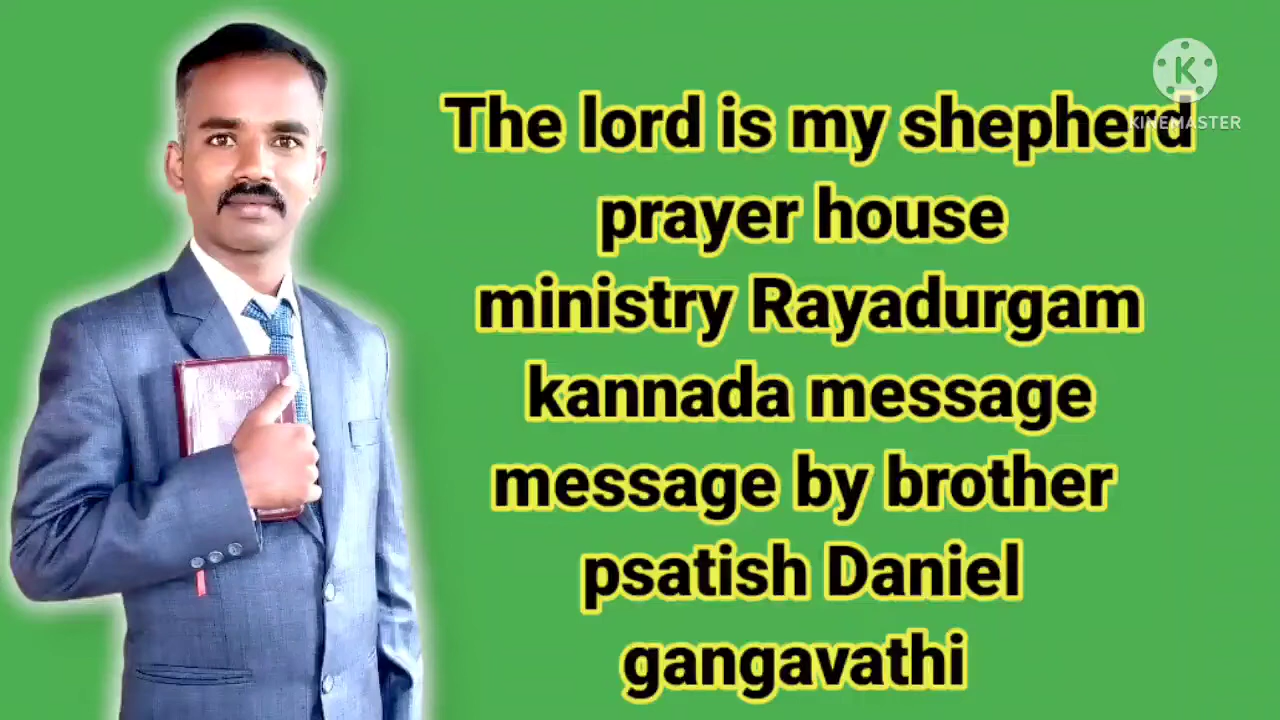 The lord is my shepherd
prayer house
ministry Rayadurgam
kannada message
message by brother
psatish Daniel
gangavathi
K
KINEMASTER